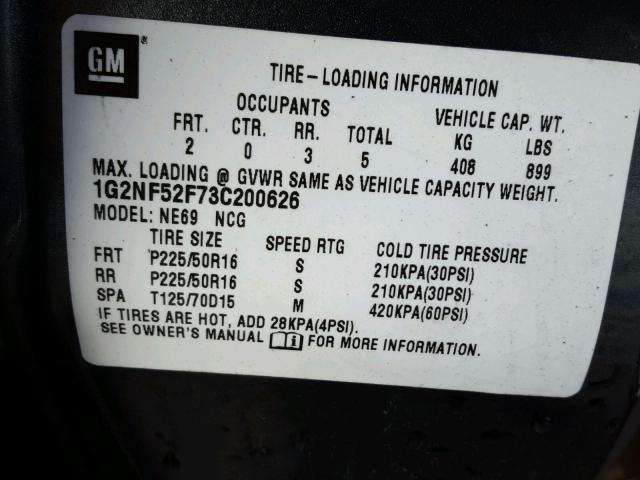 GM
TIRE-LOADING INFORMATION
OCCUPANTS VEHICLE CAP. WT.
FRT. CTR. RR. TOTAL KG LBS
2 0 3 5 408 899
MAX. LOADING @ GVWR SAME AS VEHICLE CAPACITY WEIGHT.
1G2NF52F73C200626
MODEL: NE69 NCG
TIRE SIZE SPEED RTG COLD TIRE PRESSURE
FRT P225/50R16 S 210KPA(30PSI)
RR P225/50R16 S 210KPA(30PSI)
SPA T125/70D15 M 420KPA(60PSI)
IF TIRES ARE HOT, ADD 28KPA(4PSI).
SEE OWNER'S MANUAL FOR MORE INFORMATION.